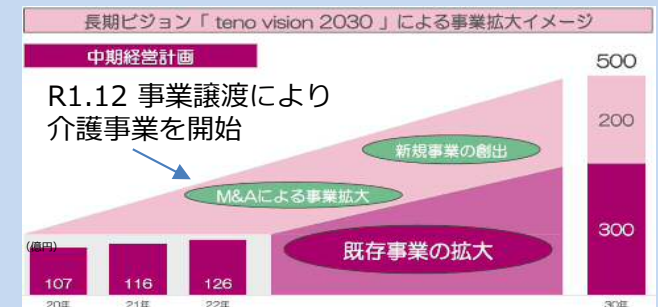 長期ビジョン「 teno vision 2030 」による事業拡大イメージ
中期経営計画
500
R1.12 事業譲渡により
介護事業を開始
200
新規事業の創出
M&Aによる事業拡大
300
(億円)
既存事業の拡大
107
116
126
20年
21年
22年
30年